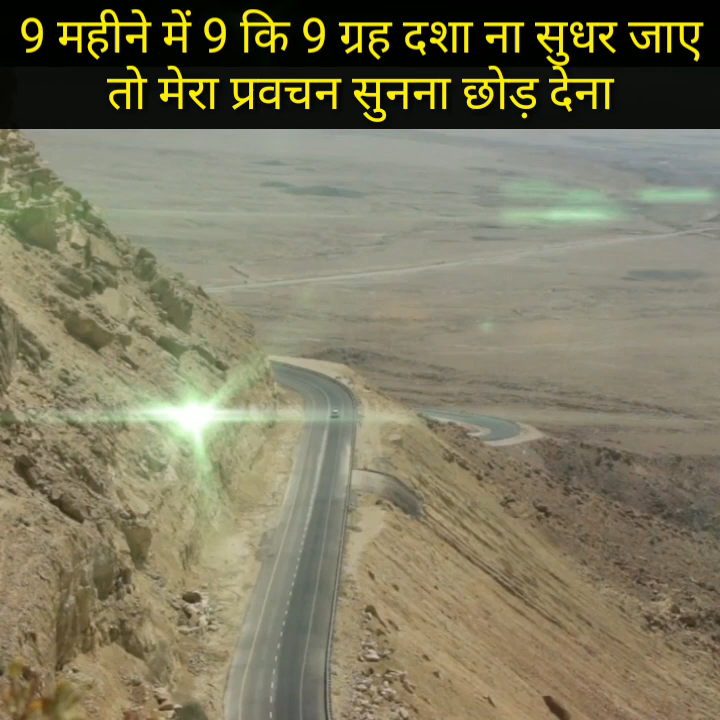 9 महीने में 9 कि 9 ग्रह दशा ना सुधर जाए
तो मेरा प्रवचन सुनना छोड़ देना